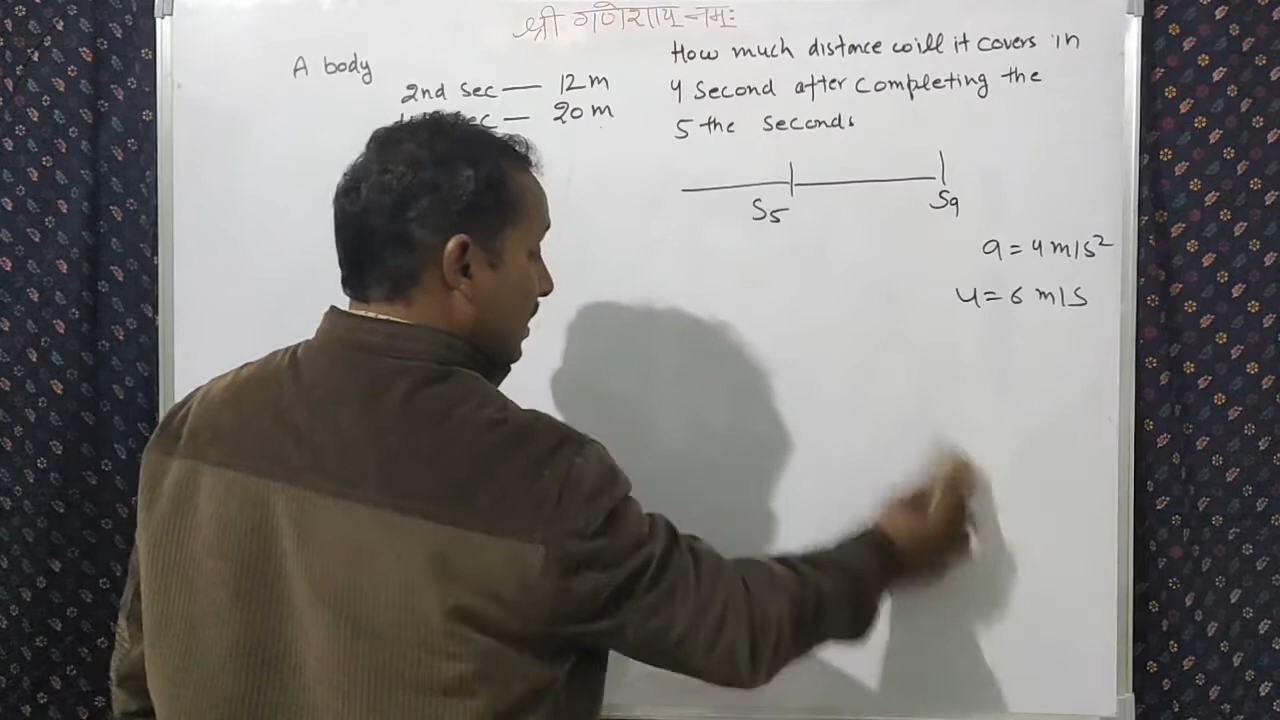 श्री गणेशाय नमः
A body
2nd sec — 12m
— 20 m
How much distance will it covers in
4 second after completing the
5 the seconds
S5 S9
a = 4 m/s²
u = 6 m/s